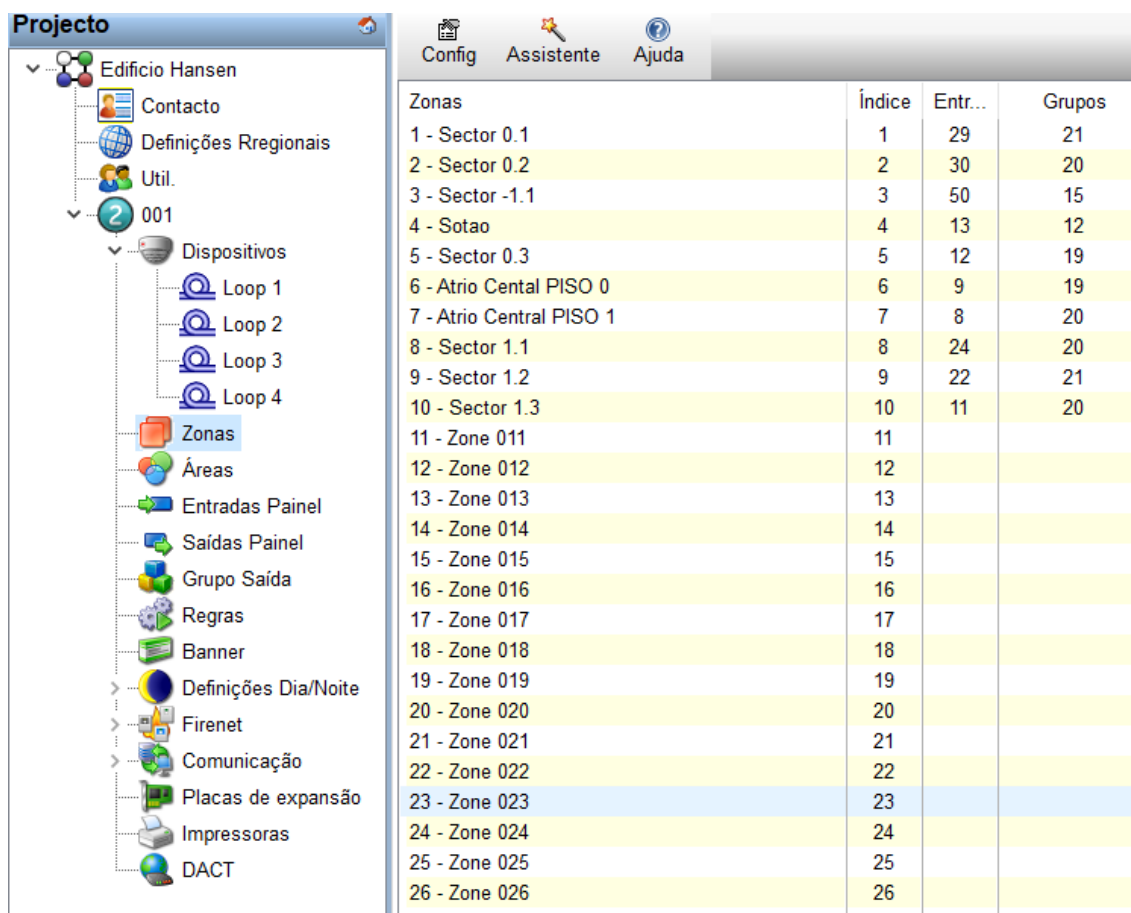 Projecto
Edificio Hansen
Contacto
Definições Rregionais
Util.
2 001
Dispositivos
Loop 1
Loop 2
Loop 3
Loop 4
Zonas
Áreas
Entradas Painel
Saídas Painel
Grupo Saída
Regras
Banner
Definições Dia/Noite
Firenet
Comunicação
Placas de expansão
Impressoras
DACT
Config Assistente Ajuda
Zonas Índice Entr... Grupos
1 - Sector 0.1 1 29 21
2 - Sector 0.2 2 30 20
3 - Sector -1.1 3 50 15
4 - Sotao 4 13 12
5 - Sector 0.3 5 12 19
6 - Atrio Cental PISO 0 6 9 19
7 - Atrio Central PISO 1 7 8 20
8 - Sector 1.1 8 24 20
9 - Sector 1.2 9 22 21
10 - Sector 1.3 10 11 20
11 - Zone 011 11
12 - Zone 012 12
13 - Zone 013 13
14 - Zone 014 14
15 - Zone 015 15
16 - Zone 016 16
17 - Zone 017 17
18 - Zone 018 18
19 - Zone 019 19
20 - Zone 020 20
21 - Zone 021 21
22 - Zone 022 22
23 - Zone 023 23
24 - Zone 024 24
25 - Zone 025 25
26 - Zone 026 26